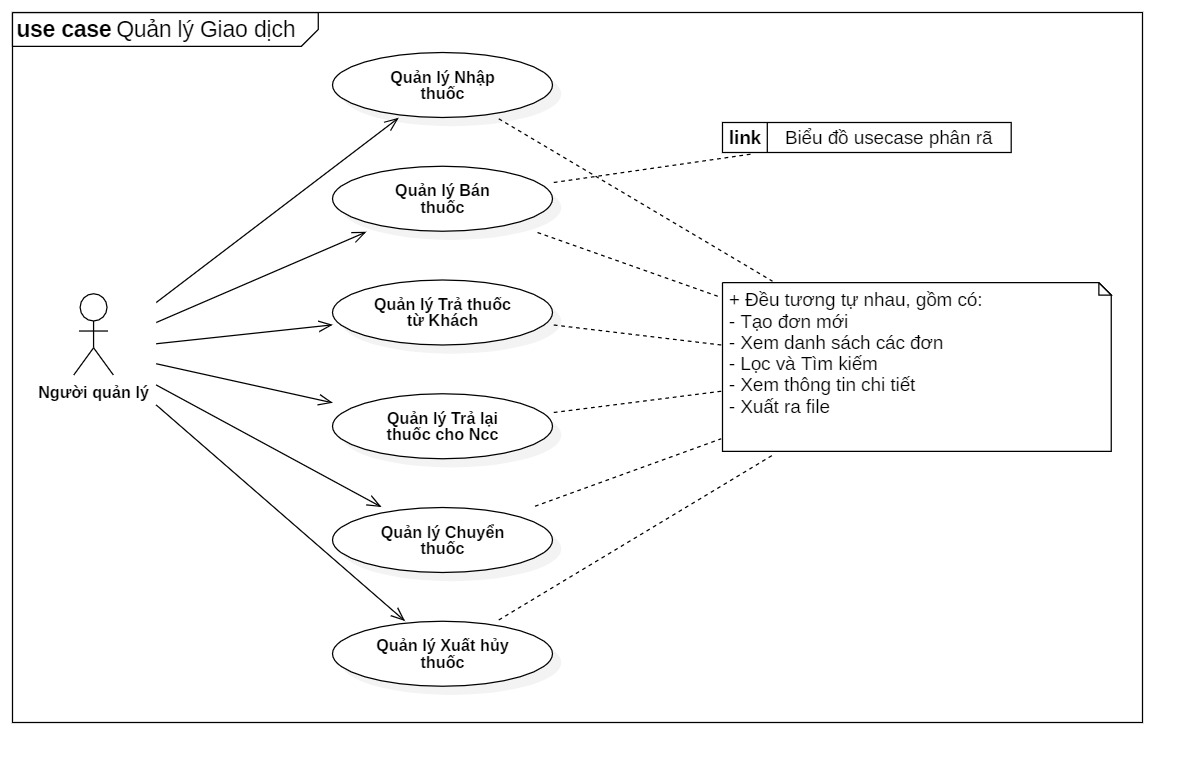 use case Quản lý Giao dịch
Quản lý Nhập
thuốc
link Biểu đồ usecase phân rã
Quản lý Bán
thuốc
Quản lý Trả thuốc
từ Khách
+ Đều tương tự nhau, gồm có:
- Tạo đơn mới
- Xem danh sách các đơn
- Lọc và Tìm kiếm
- Xem thông tin chi tiết
- Xuất ra file
Người quản lý
Quản lý Trả lại
thuốc cho Ncc
Quản lý Chuyển
thuốc
Quản lý Xuất hủy
thuốc